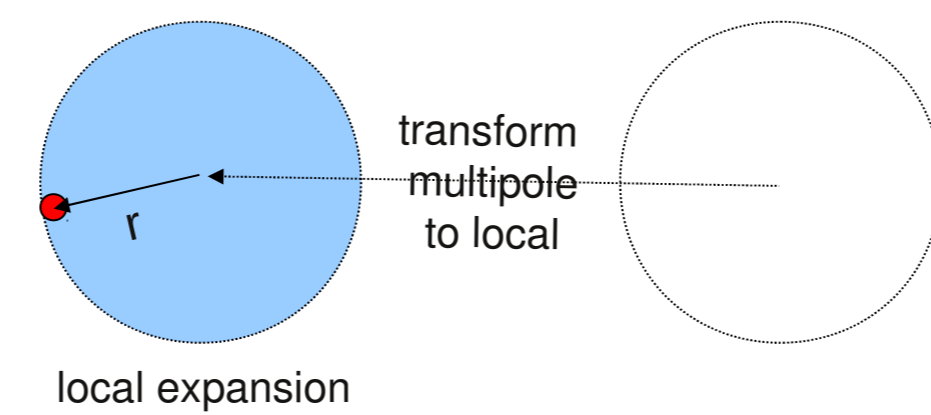 transform
multipole
to local
r
local expansion